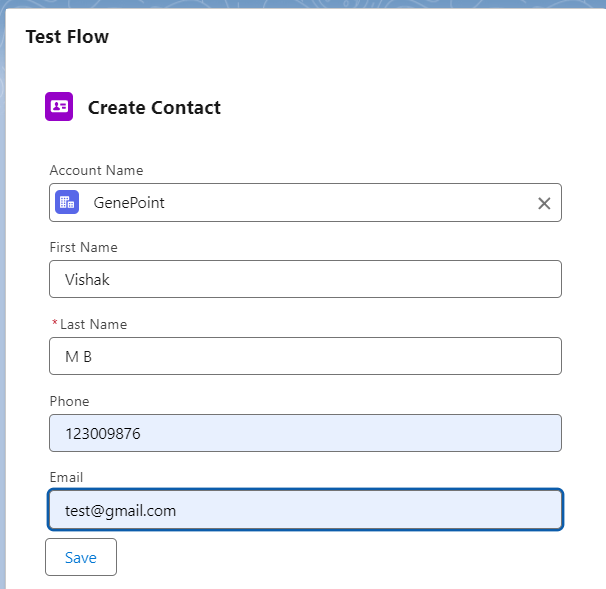 Test Flow
Create Contact
Account Name
GenePoint
First Name
Vishak
*Last Name
M B
Phone
123009876
Email
test@gmail.com
Save